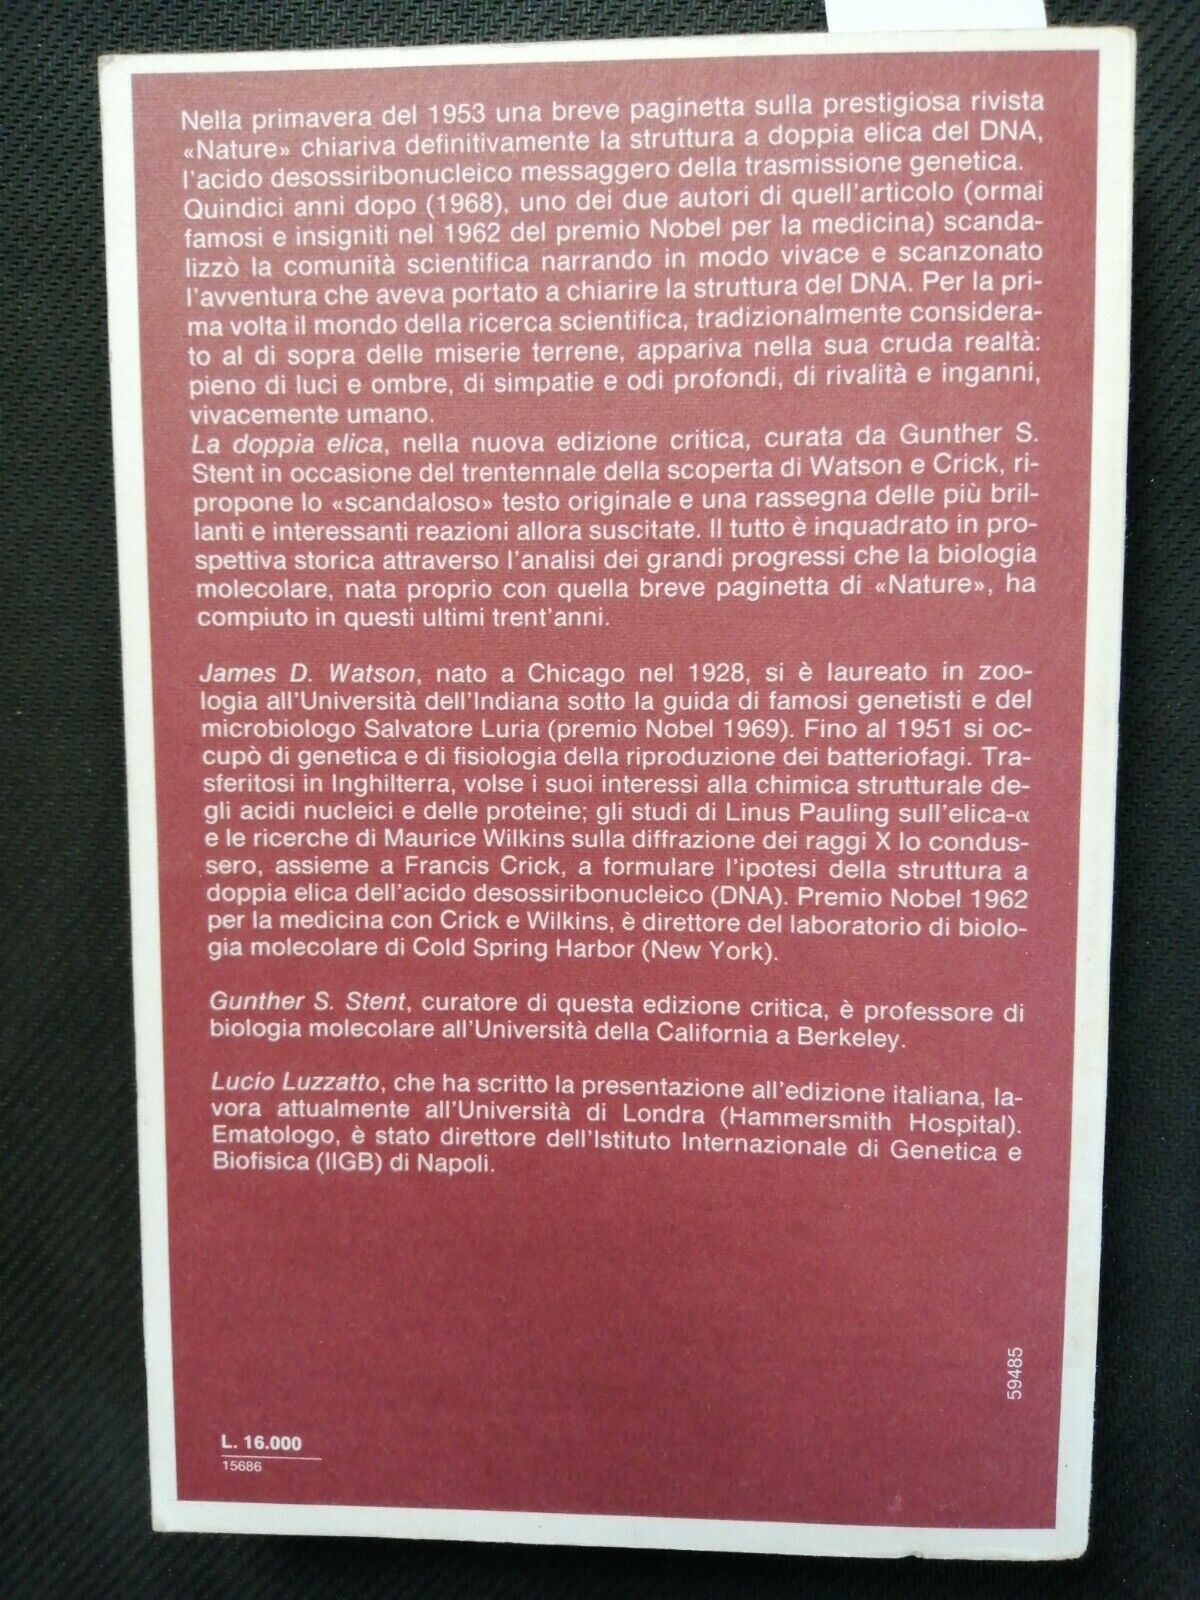 Nella primavera del 1953 una breve paginetta sulla prestigiosa rivista
«Nature» chiariva definitivamente la struttura a doppia elica del DNA,
l'acido desossiribonucleico messaggero della trasmissione genetica.
Quindici anni dopo (1968), uno dei due autori di quell'articolo (ormai
famosi e insigniti nel 1962 del premio Nobel per la medicina) scanda-
lizzò la comunità scientifica narrando in modo vivace e scanzonato
l'avventura che aveva portato a chiarire la struttura del DNA. Per la pri-
ma volta il mondo della ricerca scientifica, tradizionalmente considera-
to al di sopra delle miserie terrene, appariva nella sua cruda realtà:
pieno di luci e ombre, di simpatie e odi profondi, di rivalità e inganni,
vivacemente umano.
La doppia elica, nella nuova edizione critica, curata da Gunther S.
Stent in occasione del trentennale della scoperta di Watson e Crick, ri-
propone lo «scandaloso» testo originale e una rassegna delle più bril-
lanti e interessanti reazioni allora suscitate. Il tutto è inquadrato in pro-
spettiva storica attraverso l'analisi dei grandi progressi che la biologia
molecolare, nata proprio con quella breve paginetta di «Nature», ha
compiuto in questi ultimi trent'anni.
James D. Watson, nato a Chicago nel 1928, si è laureato in zoo-
logia all'Università dell'Indiana sotto la guida di famosi genetisti e del
microbiologo Salvatore Luria (premio Nobel 1969). Fino al 1951 si oc-
cupò di genetica e di fisiologia della riproduzione dei batteriofagi. Tra-
sferitosi in Inghilterra, volse i suoi interessi alla chimica strutturale de-
gli acidi nucleici e delle proteine; gli studi di Linus Pauling sull'elica-α
e le ricerche di Maurice Wilkins sulla diffrazione dei raggi X lo condus-
sero, assieme a Francis Crick, a formulare l'ipotesi della struttura a
doppia elica dell'acido desossiribonucleico (DNA). Premio Nobel 1962
per la medicina con Crick e Wilkins, è direttore del laboratorio di biolo-
gia molecolare di Cold Spring Harbor (New York).
Gunther S. Stent, curatore di questa edizione critica, è professore di
biologia molecolare all'Università della California a Berkeley.
Lucio Luzzatto, che ha scritto la presentazione all'edizione italiana, la-
vora attualmente all'Università di Londra (Hammersmith Hospital).
Ematologo, è stato direttore dell'Istituto Internazionale di Genetica e
Biofisica (IIGB) di Napoli.
59485
L. 16.000
15686